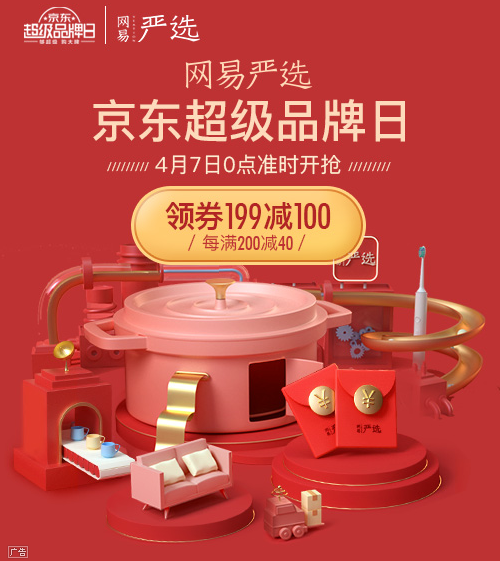 京东
超级品牌日
网易
严选
网易严选
京东超级品牌日
4月7日0点准时开抢
领券199减100
/ 每满200减40 /
严选
¥
¥
严选
广告